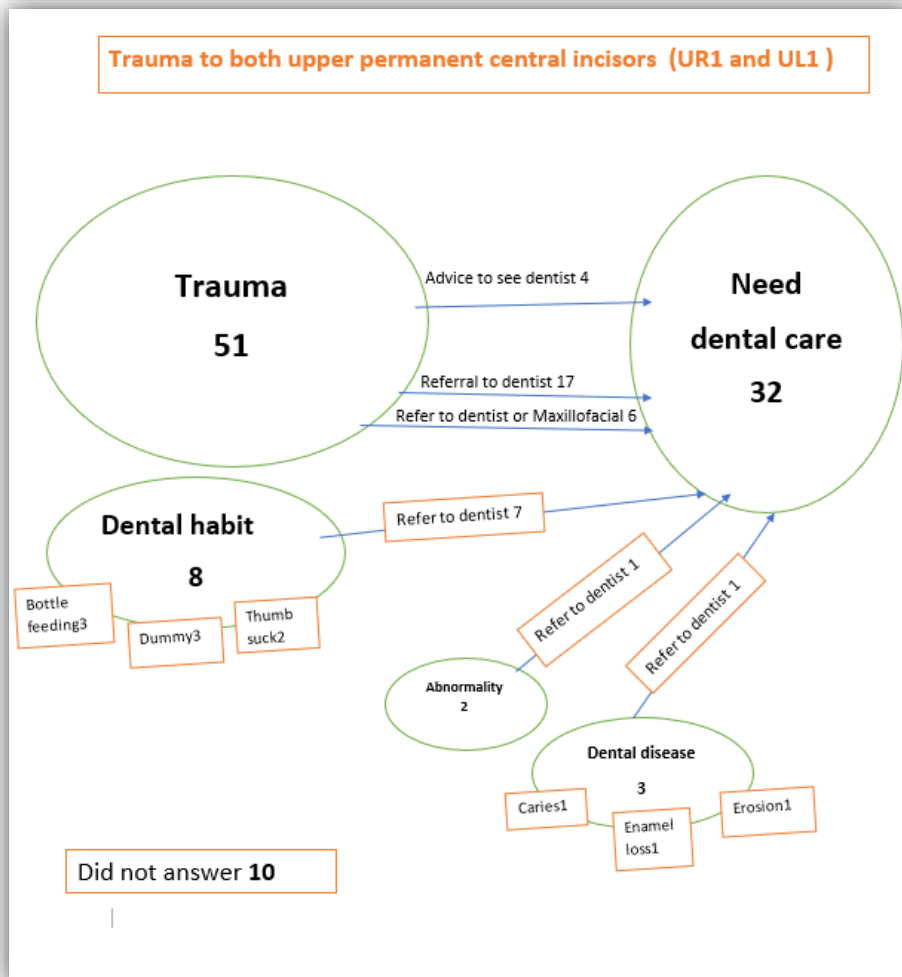 Trauma to both upper permanent central incisors (UR1 and UL1 )
Trauma
51
Advice to see dentist 4
Referral to dentist 17
Refer to dentist or Maxillofacial 6
Need
dental care
32
Dental habit
8
Refer to dentist 7
Bottle
feeding3
Dummy3
Thumb
suck2
Refer to dentist 1
Refer to dentist 1
Abnormality
2
Dental disease
3
Caries1
Enamel
loss1
Erosion1
Did not answer 10